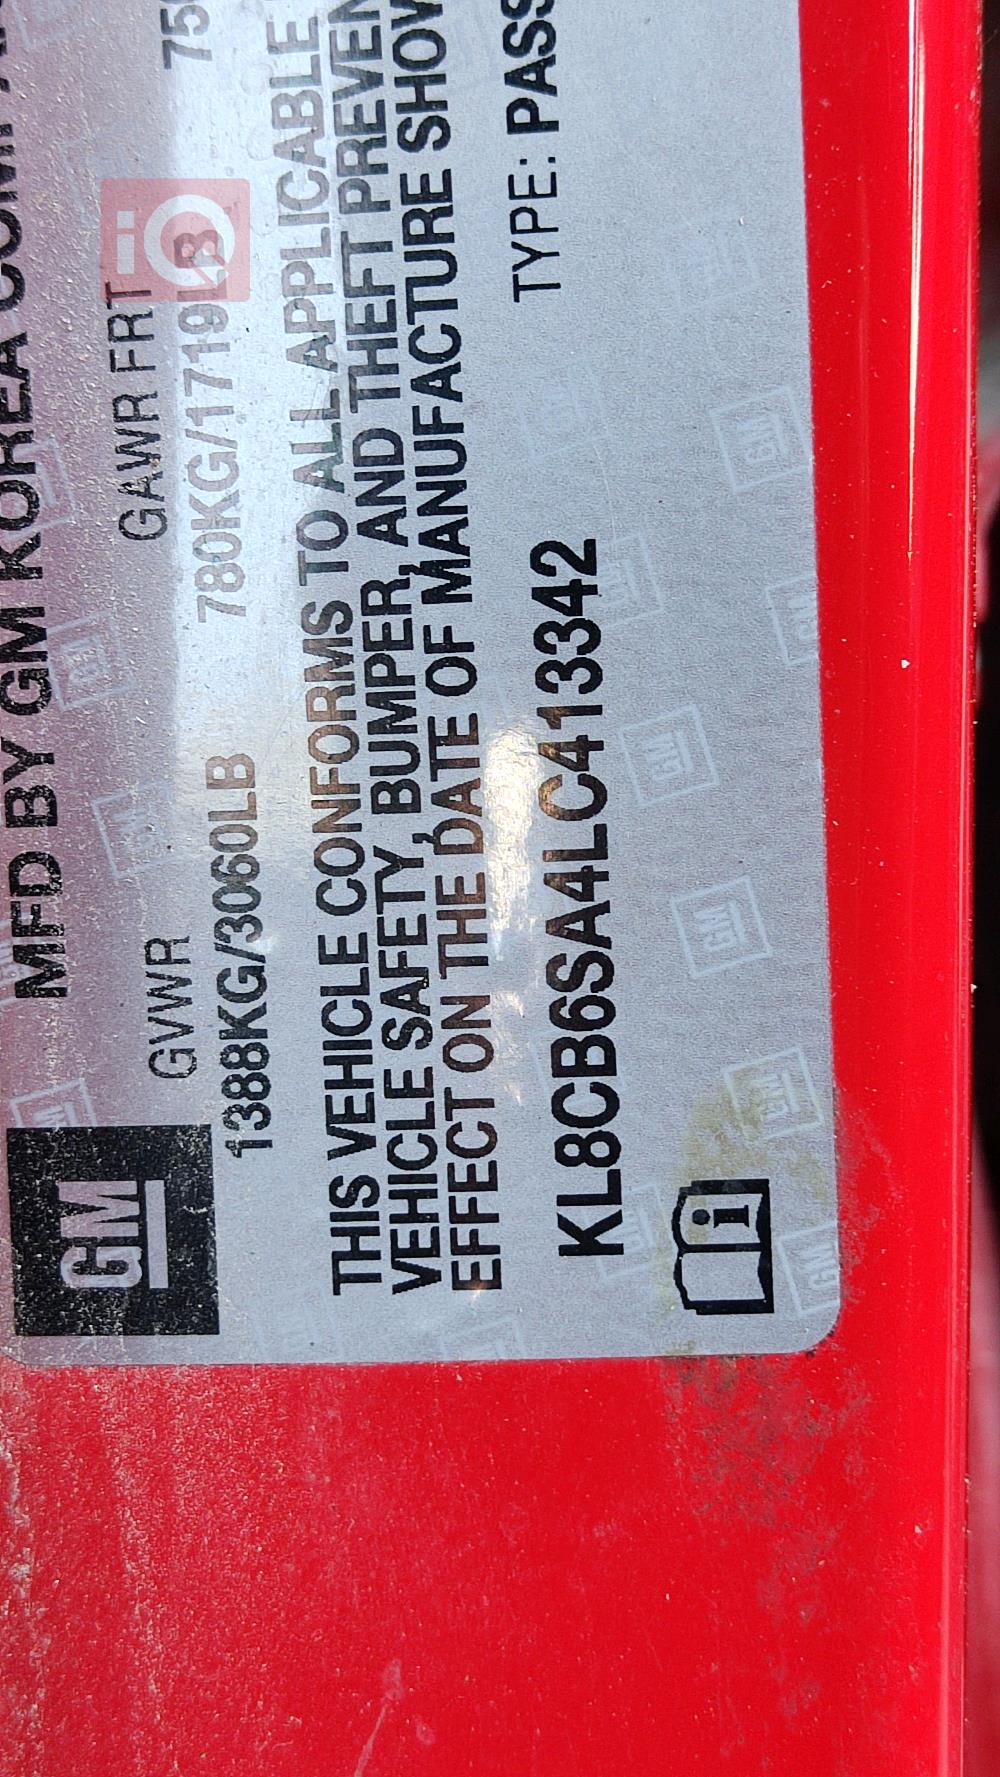 MFD BY GM KOREA
GM
GVWR GAWR FRT
1388KG/3060LB 780KG/1719LB
THIS VEHICLE CONFORMS TO ALL APPLICABLE
VEHICLE SAFETY, BUMPER, AND THEFT PREVEN
EFFECT ON THE DATE OF MANUFACTURE SHOW
KL8CB6SA4LC413342 TYPE: PASS
iQ